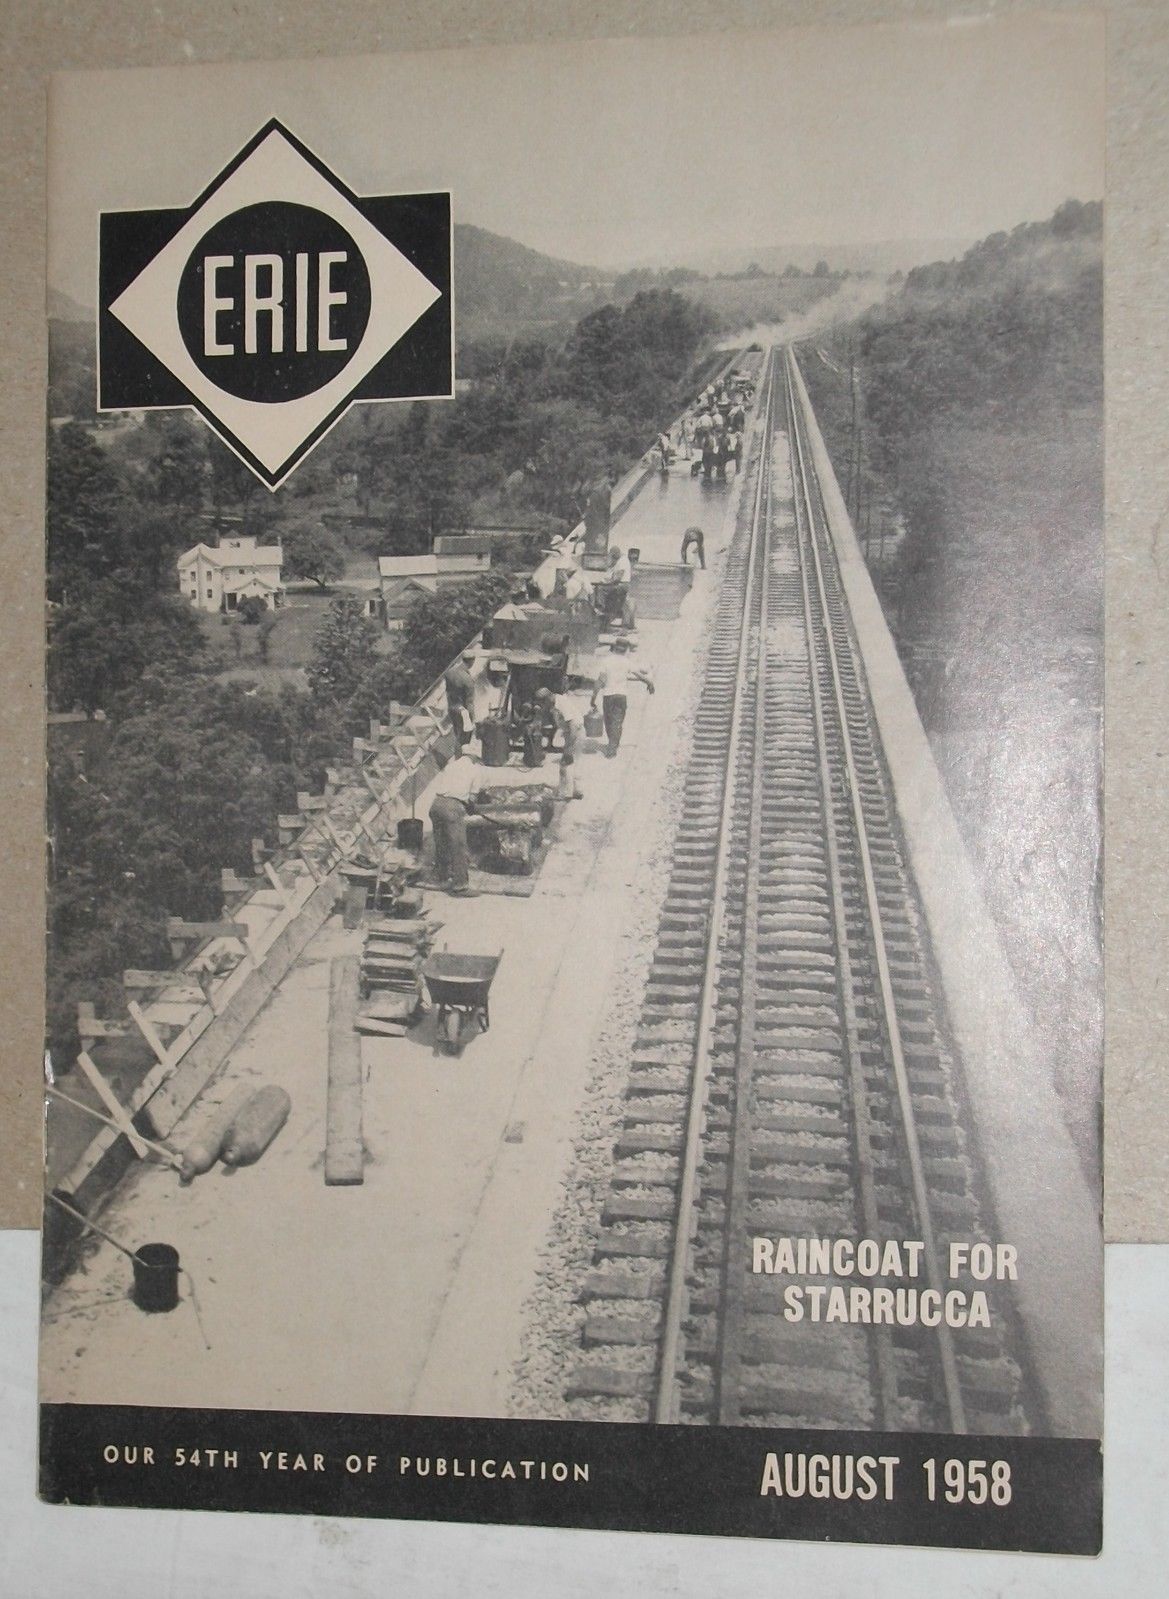 ERIE
RAINCOAT FOR
STARRUCCA
OUR 54TH YEAR OF PUBLICATION
AUGUST 1958